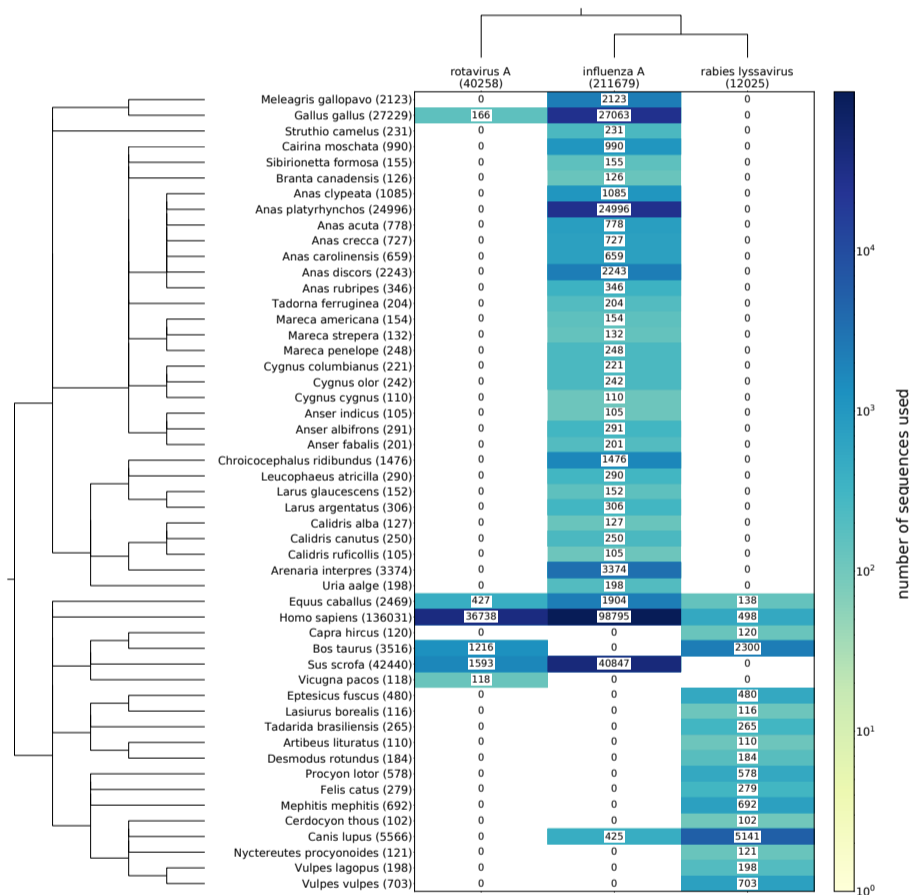 rotavirus A influenza A rabies lyssavirus
(40258) (211679) (12025)
Meleagris gallopavo (2123) 0 2123 0
Gallus gallus (27229) 166 27063 0
Struthio camelus (231) 0 231 0
Cairina moschata (990) 0 990 0
Sibirionetta formosa (155) 0 155 0
Branta canadensis (126) 0 126 0
Anas clypeata (1085) 0 1085 0
Anas platyrhynchos (24996) 0 24996 0
Anas acuta (778) 0 778 0
Anas crecca (727) 0 727 0
Anas carolinensis (659) 0 659 0
Anas discors (2243) 0 2243 0
Anas rubripes (346) 0 346 0
Tadorna ferruginea (204) 0 204 0
Mareca americana (154) 0 154 0
Mareca strepera (132) 0 132 0
Mareca penelope (248) 0 248 0
Cygnus columbianus (221) 0 221 0
Cygnus olor (242) 0 242 0
Cygnus cygnus (110) 0 110 0
Anser indicus (105) 0 105 0
Anser albifrons (291) 0 291 0
Anser fabalis (201) 0 201 0
Chroicocephalus ridibundus (1476) 0 1476 0
Leucophaeus atricilla (290) 0 290 0
Larus glaucescens (152) 0 152 0
Larus argentatus (306) 0 306 0
Calidris alba (127) 0 127 0
Calidris canutus (250) 0 250 0
Calidris ruficollis (105) 0 105 0
Arenaria interpres (3374) 0 3374 0
Uria aalge (198) 0 198 0
Equus caballus (2469) 427 1904 138
Homo sapiens (136031) 36738 98795 498
Capra hircus (120) 0 0 120
Bos taurus (3516) 1216 0 2300
Sus scrofa (42440) 1593 40847 0
Vicugna pacos (118) 118 0 0
Eptesicus fuscus (480) 0 0 480
Lasiurus borealis (116) 0 0 116
Tadarida brasiliensis (265) 0 0 265
Artibeus lituratus (110) 0 0 110
Desmodus rotundus (184) 0 0 184
Procyon lotor (578) 0 0 578
Felis catus (279) 0 0 279
Mephitis mephitis (692) 0 0 692
Cerdocyon thous (102) 0 0 102
Canis lupus (5566) 0 425 5141
Nyctereutes procyonoides (121) 0 0 121
Vulpes lagopus (198) 0 0 198
Vulpes vulpes (703) 0 0 703
10⁴
10³
10²
10¹
10⁰
number of sequences used